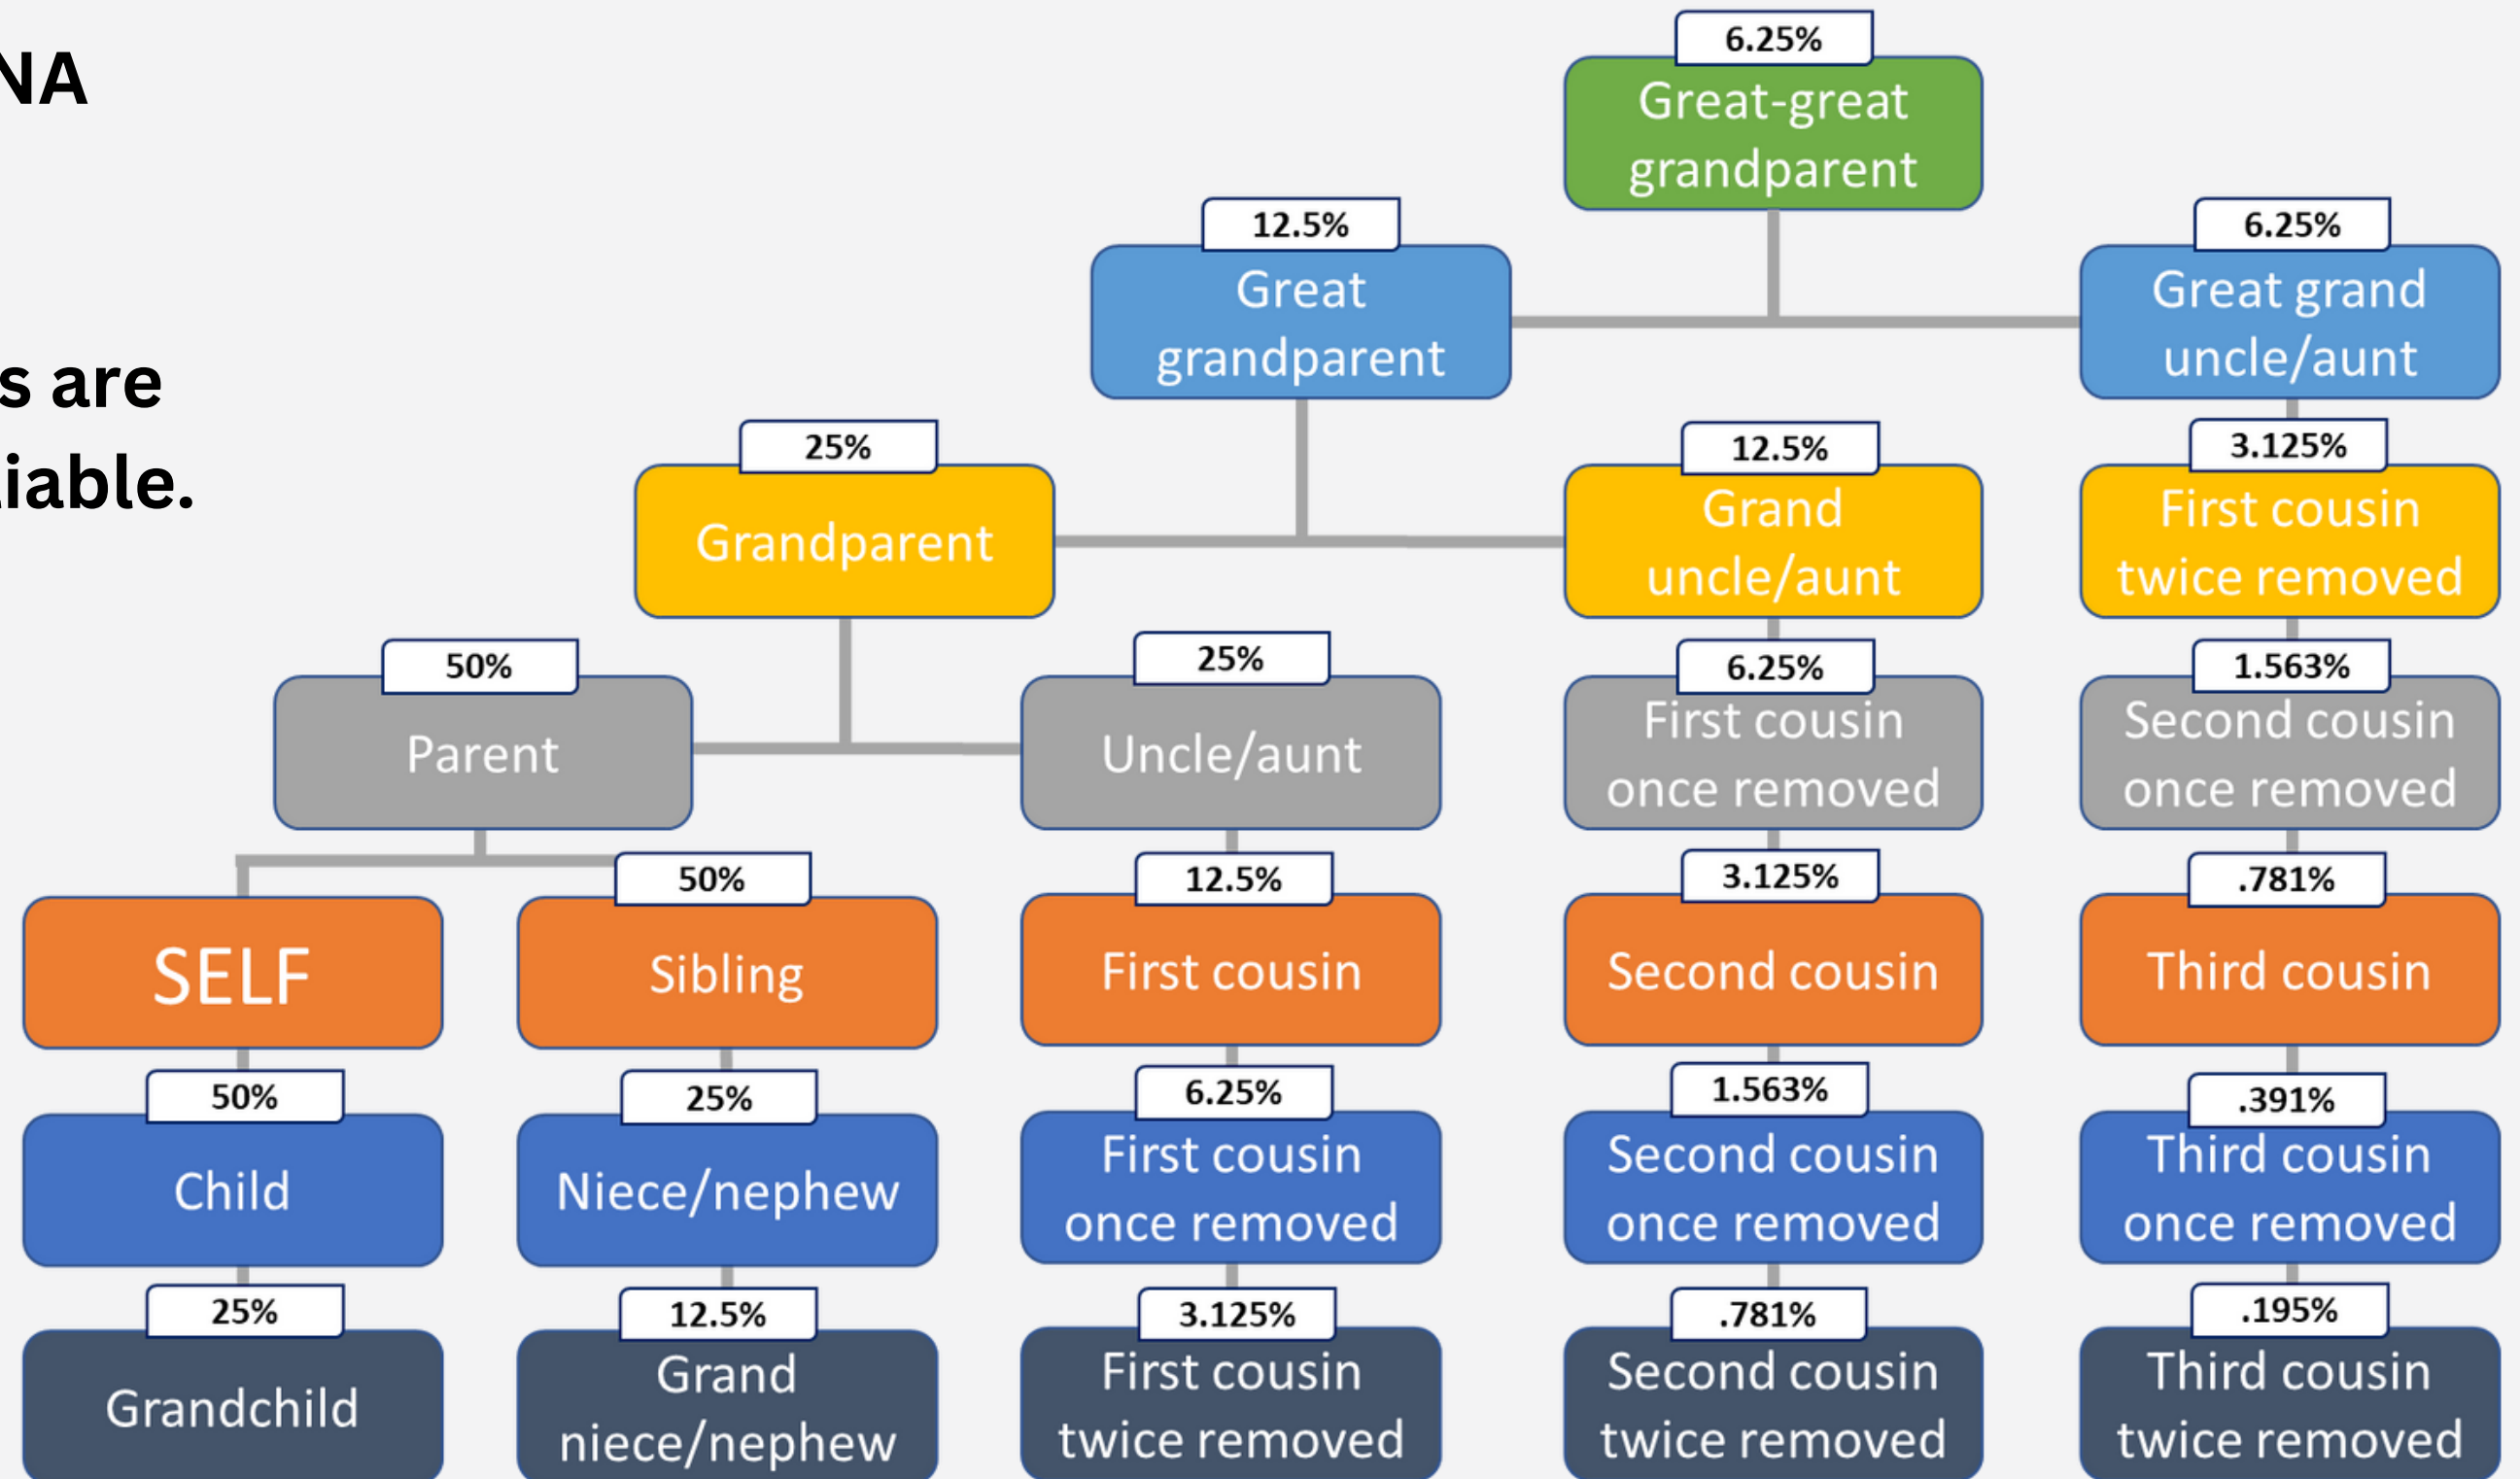 NA
s are
iable.
6.25%
Great-great
grandparent
12.5%
Great
grandparent
6.25%
Great grand
uncle/aunt
25%
Grandparent
12.5%
Grand
uncle/aunt
3.125%
First cousin
twice removed
50%
Parent
25%
Uncle/aunt
6.25%
First cousin
once removed
1.563%
Second cousin
once removed
SELF
50%
Sibling
12.5%
First cousin
3.125%
Second cousin
.781%
Third cousin
50%
Child
25%
Niece/nephew
6.25%
First cousin
once removed
1.563%
Second cousin
once removed
.391%
Third cousin
once removed
25%
Grandchild
12.5%
Grand
niece/nephew
3.125%
First cousin
twice removed
.781%
Second cousin
twice removed
.195%
Third cousin
twice removed